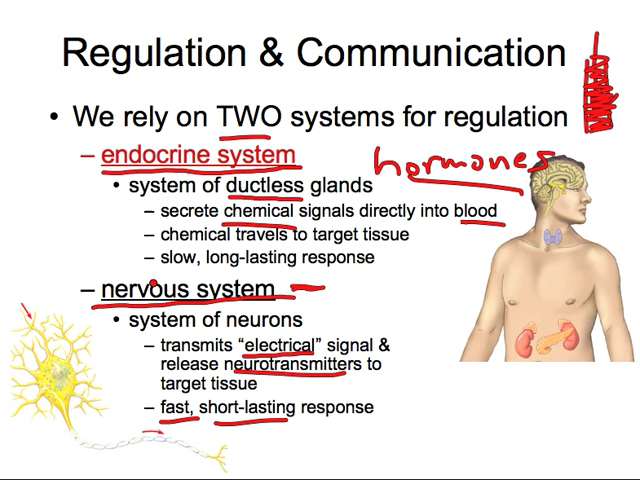 Regulation & Communication
• We rely on TWO systems for regulation
– endocrine system
hormones
• system of ductless glands
– secrete chemical signals directly into blood
– chemical travels to target tissue
– slow, long-lasting response
– nervous system
• system of neurons
– transmits “electrical” signal &
release neurotransmitters to
target tissue
– fast, short-lasting response